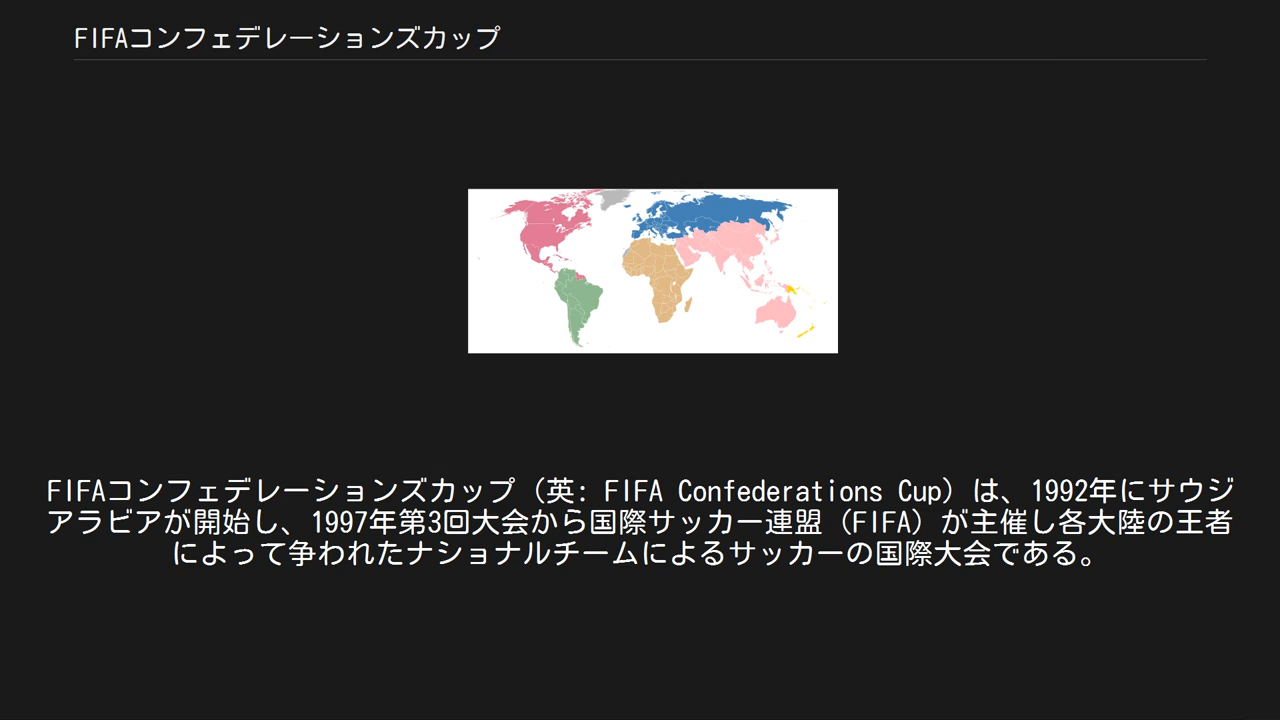 FIFAコンフェデレーションズカップ
FIFAコンフェデレーションズカップ（英: FIFA Confederations Cup）は、1992年にサウジ
アラビアが開始し、1997年第3回大会から国際サッカー連盟（FIFA）が主催し各大陸の王者
によって争われたナショナルチームによるサッカーの国際大会である。